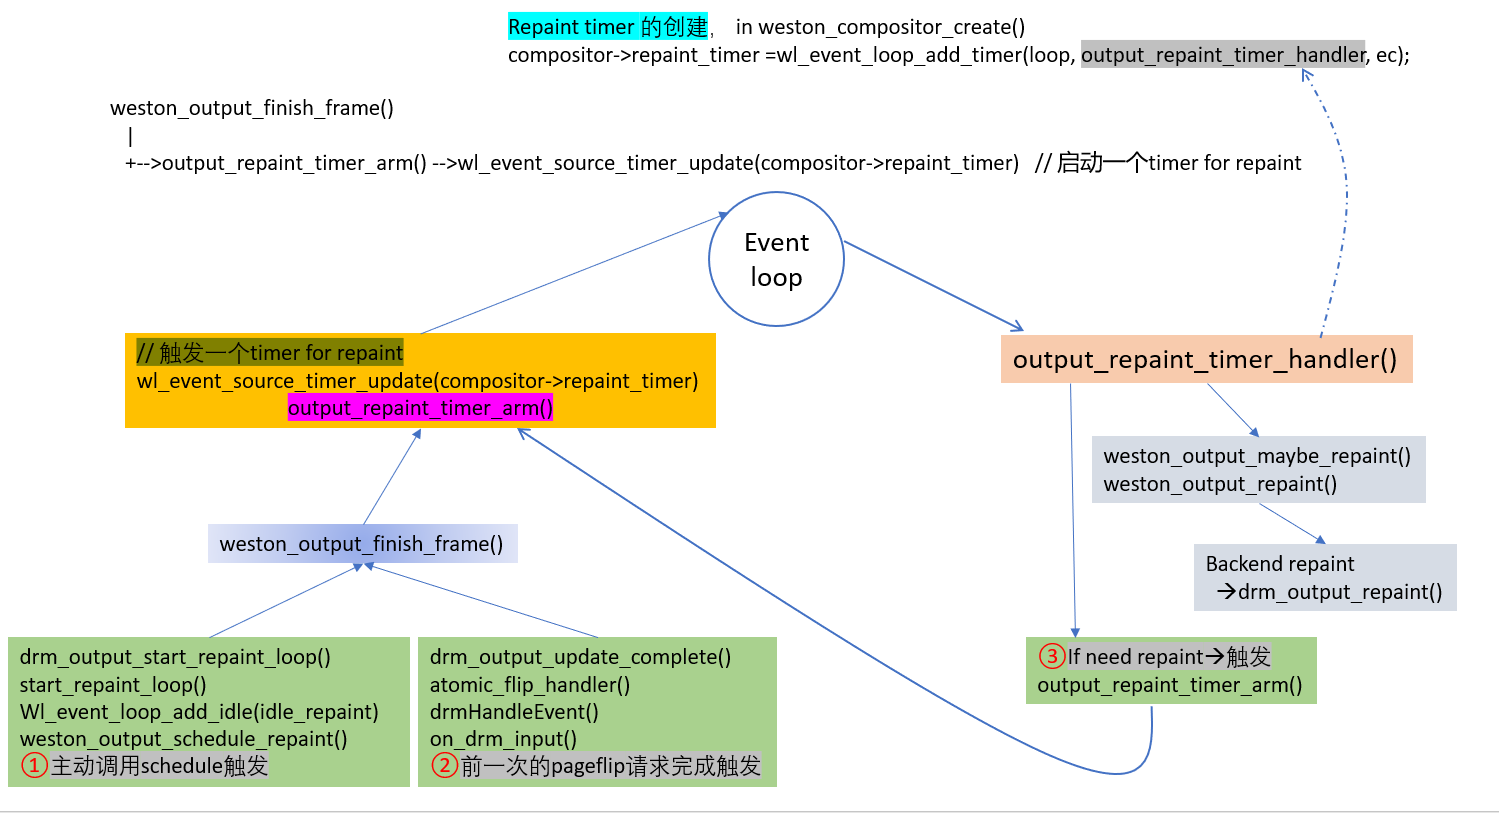 Repaint timer 的创建， in weston_compositor_create()
compositor->repaint_timer =wl_event_loop_add_timer(loop, output_repaint_timer_handler, ec);
weston_output_finish_frame()
|
+-->output_repaint_timer_arm() -->wl_event_source_timer_update(compositor->repaint_timer) // 启动一个timer for repaint
Event
loop
// 触发一个timer for repaint
wl_event_source_timer_update(compositor->repaint_timer)
output_repaint_timer_arm()
output_repaint_timer_handler()
weston_output_maybe_repaint()
weston_output_repaint()
weston_output_finish_frame()
Backend repaint
→drm_output_repaint()
drm_output_start_repaint_loop()
start_repaint_loop()
Wl_event_loop_add_idle(idle_repaint)
weston_output_schedule_repaint()
①主动调用schedule触发
drm_output_update_complete()
atomic_flip_handler()
drmHandleEvent()
on_drm_input()
②前一次的pageflip请求完成触发
③If need repaint→触发
output_repaint_timer_arm()